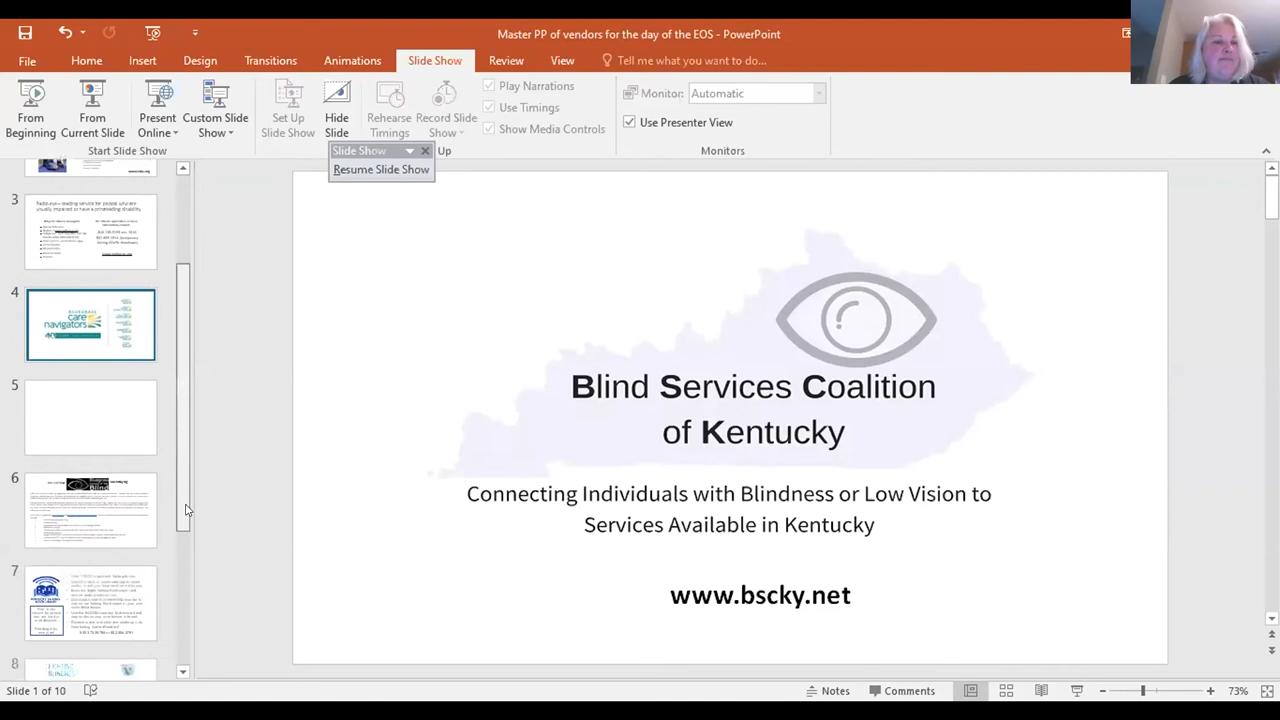 Master PP of vendors for the day of the EOS - PowerPoint
File Home Insert Design Transitions Animations Slide Show Review View Tell me what you want to do...
From Beginning
From Current Slide
Present Online
Custom Slide Show
Start Slide Show
Set Up Slide Show
Hide Slide
Rehearse Timings
Record Slide Show
Play Narrations
Use Timings
Show Media Controls
Up
Monitor: Automatic
Use Presenter View
Monitors
Slide Show
Resume Slide Show
3
4
care
navigators
5
6
7
8
Blind Services Coalition
of Kentucky
Connecting Individuals with Blindness or Low Vision to
Services Available in Kentucky
www.bscky.net
Slide 1 of 10
Notes Comments 73%